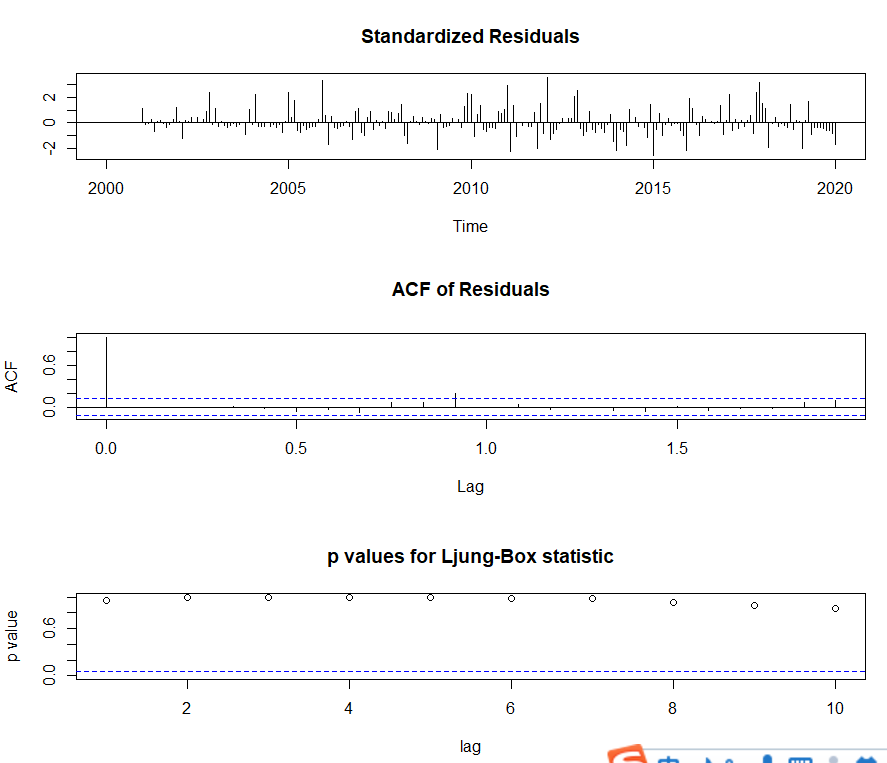 Standardized Residuals
2
0
-2
2000 2005 2010 2015 2020
Time
ACF of Residuals
ACF
0.6
0.0
0.0 0.5 1.0 1.5
Lag
p values for Ljung-Box statistic
p value
0.6
0.0
2 4 6 8 10
lag